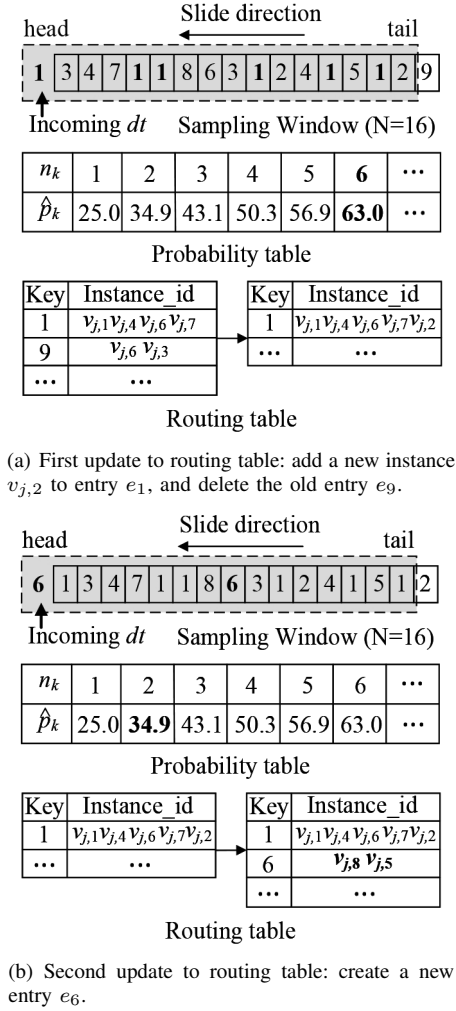 Slide direction
head tail
1 3 4 7 1 1 8 6 3 1 2 4 1 5 1 2 9
Incoming dt Sampling Window (N=16)
n_k 1 2 3 4 5 6 ···
p̂_k 25.0 34.9 43.1 50.3 56.9 63.0 ···
Probability table
Key Instance_id Key Instance_id
1 v_{j,1} v_{j,4} v_{j,6} v_{j,7} 1 v_{j,1} v_{j,4} v_{j,6} v_{j,7} v_{j,2}
9 v_{j,6} v_{j,3} ··· ···
··· ···
Routing table
(a) First update to routing table: add a new instance
v_{j,2} to entry e_1, and delete the old entry e_9.
Slide direction
head tail
6 1 3 4 7 1 1 8 6 3 1 2 4 1 5 1 2
Incoming dt Sampling Window (N=16)
n_k 1 2 3 4 5 6 ···
p̂_k 25.0 34.9 43.1 50.3 56.9 63.0 ···
Probability table
Key Instance_id Key Instance_id
1 v_{j,1} v_{j,4} v_{j,6} v_{j,7} v_{j,2} 1 v_{j,1} v_{j,4} v_{j,6} v_{j,7} v_{j,2}
··· ··· 6 v_{j,8} v_{j,5}
··· ···
Routing table
(b) Second update to routing table: create a new
entry e_6.